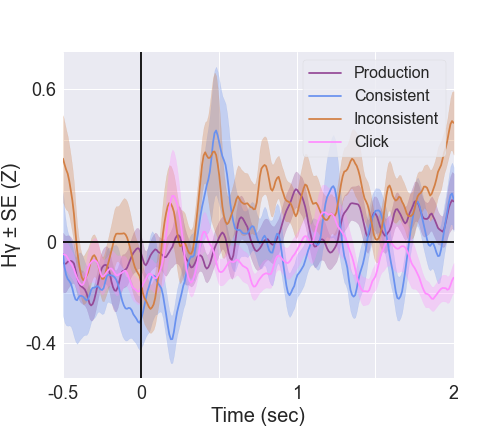 Production
Consistent
Inconsistent
Click
Hγ ± SE (Z)
0.6
0
-0.4
-0.5
0
1
2
Time (sec)